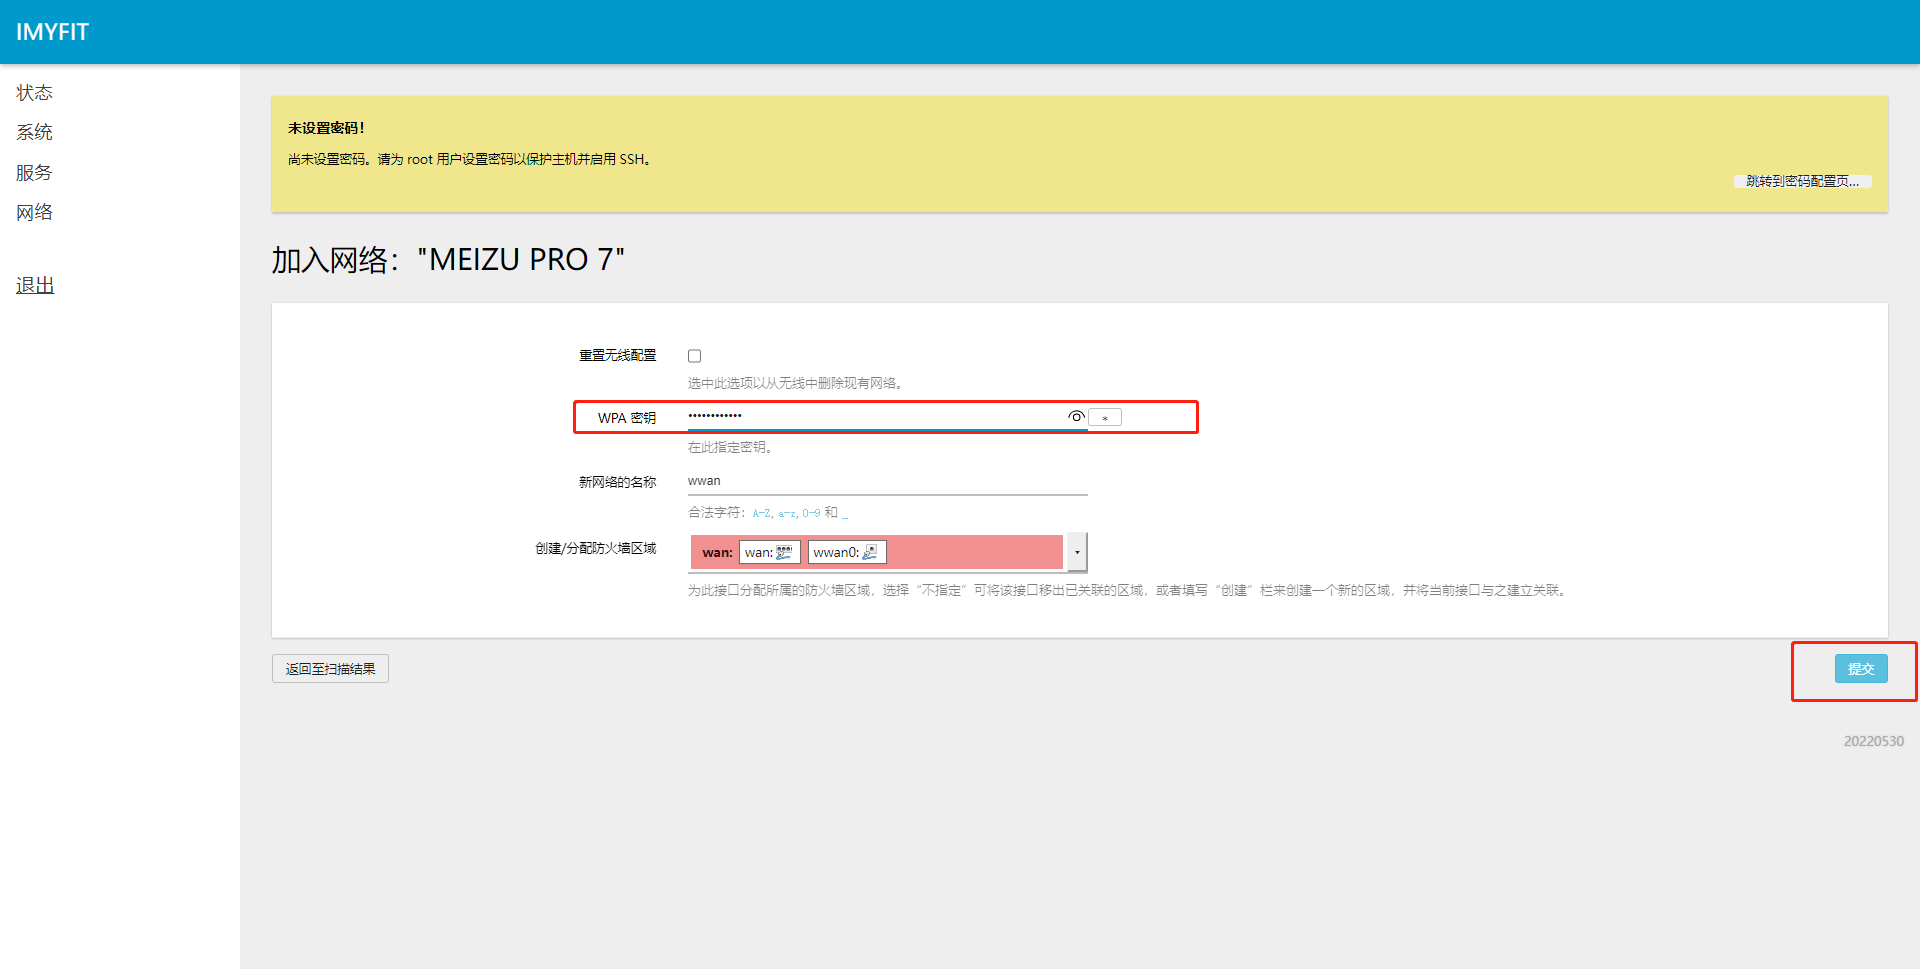 IMYFIT
状态
系统
服务
网络
退出
未设置密码！
尚未设置密码。请为 root 用户设置密码以保护主机并启用 SSH。
跳转到密码配置页...
加入网络："MEIZU PRO 7"
重置无线配置
选中此选项以从无线中删除现有网络。
WPA 密钥 •••••••••••• *
在此指定密钥。
新网络的名称 wwan
合法字符：A-Z, a-z, 0-9 和 _
创建/分配防火墙区域 wan: wan: wwan0:
为此接口分配所属的防火墙区域，选择“不指定”可将该接口移出已关联的区域，或者填写“创建”栏来创建一个新的区域，并将当前接口与之建立关联。
返回至扫描结果 提交
20220530